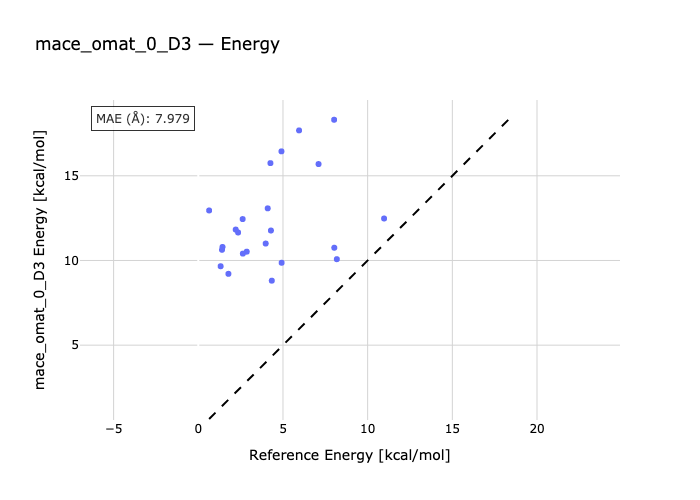 mace_omat_0_D3 — Energy
MAE (Å): 7.979
mace_omat_0_D3 Energy [kcal/mol]
15
10
5
−5
0
5
10
15
20
Reference Energy [kcal/mol]